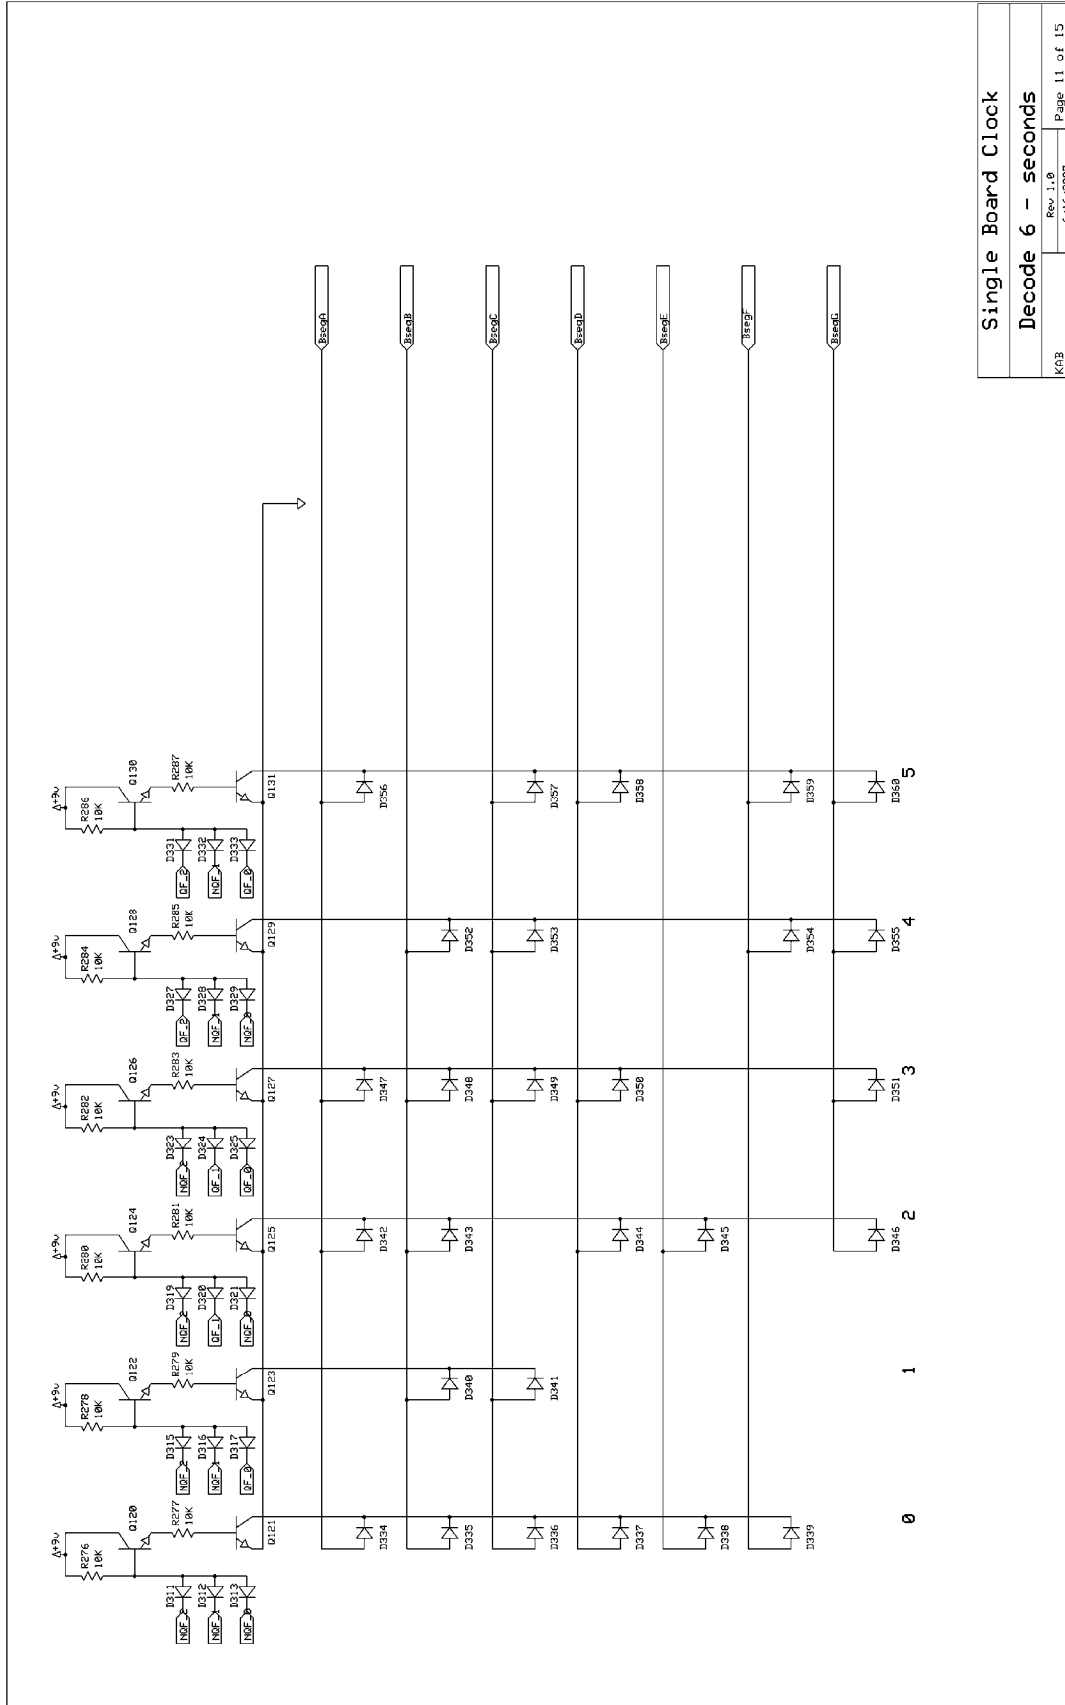 Single Board Clock
Decode 6 - seconds
KAB
Rev 1.0
Page 11 of 15
BsegA
BsegB
BsegC
BsegD
BsegE
BsegF
BsegG
+9v
R286
10K
Q130
R287
10K
Q131
D331
D332
D333
QF_2
NQF_1
QF_0
D356
D357
D358
D359
D360
5
+9v
R284
10K
Q128
R285
10K
Q129
D327
D328
D329
QF_2
NQF_1
NQF_0
D352
D353
D354
D355
4
+9v
R282
10K
Q126
R283
10K
Q127
D323
D324
D325
NQF_2
QF_1
QF_0
D347
D348
D349
D350
D351
3
+9v
R280
10K
Q124
R281
10K
Q125
D319
D320
D321
NQF_2
QF_1
NQF_0
D342
D343
D344
D345
D346
2
+9v
R278
10K
Q122
R279
10K
Q123
D315
D316
D317
NQF_2
NQF_1
QF_0
D340
D341
1
+9v
R276
10K
Q120
R277
10K
Q121
D311
D312
D313
NQF_2
NQF_1
NQF_0
D334
D335
D336
D337
D338
D339
0